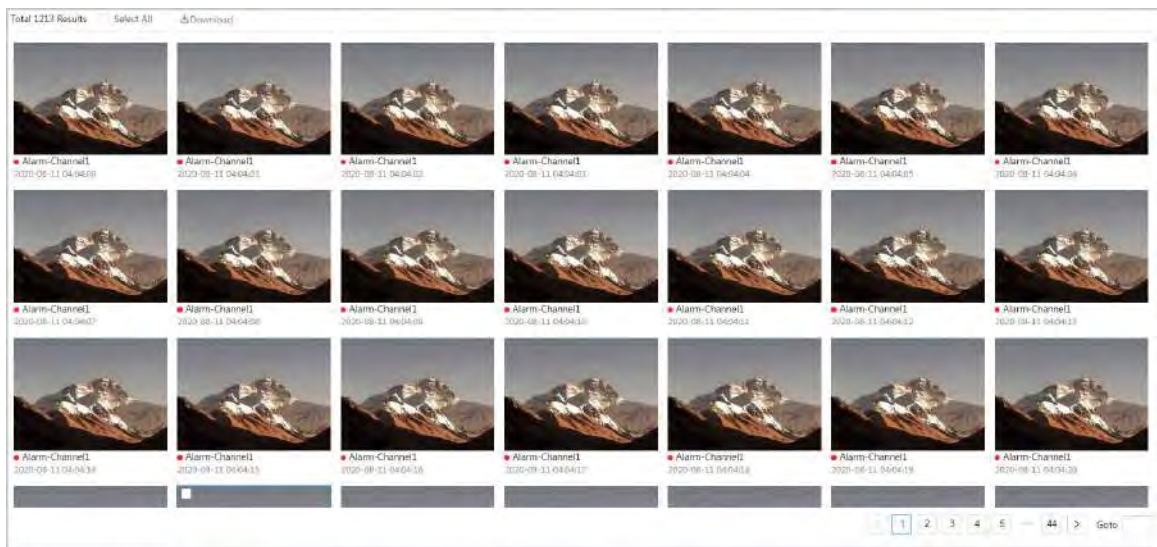 Total 1213 Results Select All Download
Alarm-Channel1 Alarm-Channel1 Alarm-Channel1 Alarm-Channel1 Alarm-Channel1 Alarm-Channel1 Alarm-Channel1
2020-08-11 04:04:00 2020-08-11 04:04:01 2020-08-11 04:04:02 2020-08-11 04:04:03 2020-08-11 04:04:04 2020-08-11 04:04:05 2020-08-11 04:04:06
Alarm-Channel1 Alarm-Channel1 Alarm-Channel1 Alarm-Channel1 Alarm-Channel1 Alarm-Channel1 Alarm-Channel1
2020-08-11 04:04:07 2020-08-11 04:04:08 2020-08-11 04:04:09 2020-08-11 04:04:10 2020-08-11 04:04:11 2020-08-11 04:04:12 2020-08-11 04:04:13
Alarm-Channel1 Alarm-Channel1 Alarm-Channel1 Alarm-Channel1 Alarm-Channel1 Alarm-Channel1 Alarm-Channel1
2020-08-11 04:04:14 2020-08-11 04:04:15 2020-08-11 04:04:16 2020-08-11 04:04:17 2020-08-11 04:04:18 2020-08-11 04:04:19 2020-08-11 04:04:20
1 2 3 4 5 ... 44 > Goto